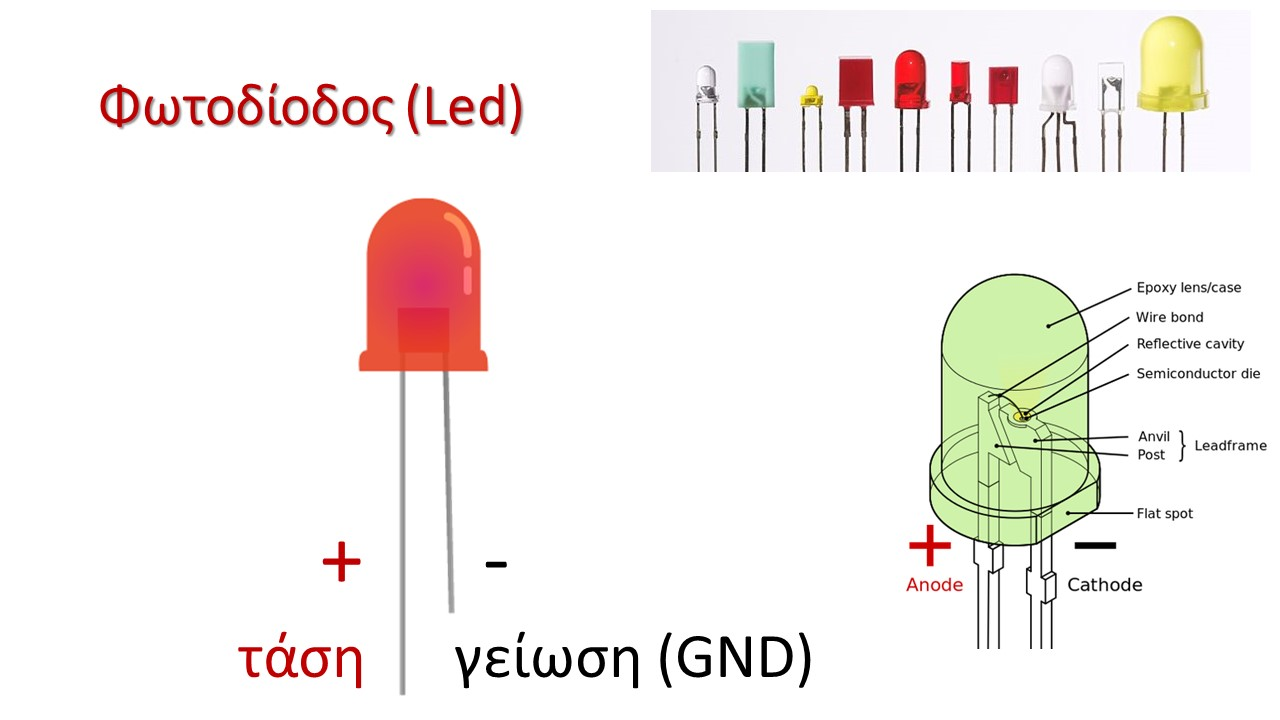 Φωτοδίοδος (Led)
+
-
τάση
γείωση (GND)
Epoxy lens/case
Wire bond
Reflective cavity
Semiconductor die
Anvil
Post
} Leadframe
Flat spot
+
−
Anode
Cathode